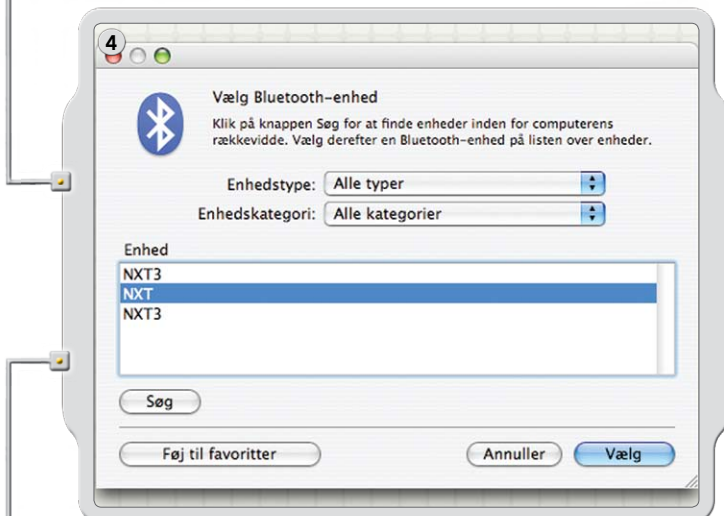 4
Vælg Bluetooth-enhed
Klik på knappen Søg for at finde enheder inden for computerens
rækkevidde. Vælg derefter en Bluetooth-enhed på listen over enheder.
Enhedstype: Alle typer
Enhedskategori: Alle kategorier
Enhed
NXT3
NXT
NXT3
Søg
Føj til favoritter Annuller Vælg